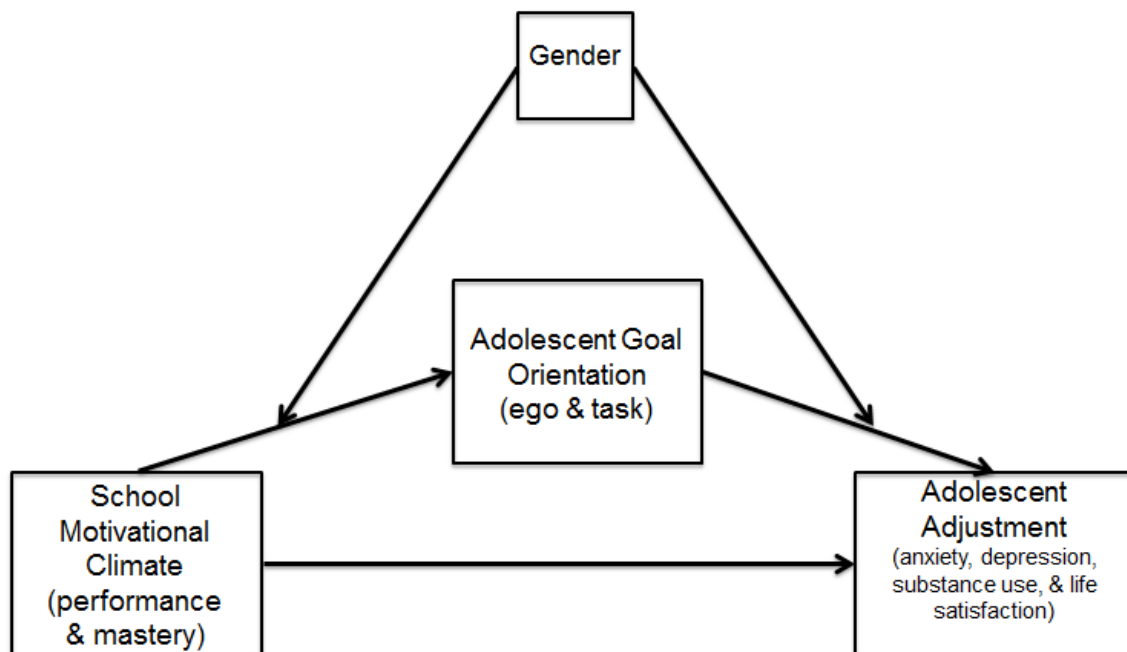 Gender
Adolescent Goal
Orientation
(ego & task)
School
Motivational
Climate
(performance
& mastery)
Adolescent
Adjustment
(anxiety, depression,
substance use, & life
satisfaction)